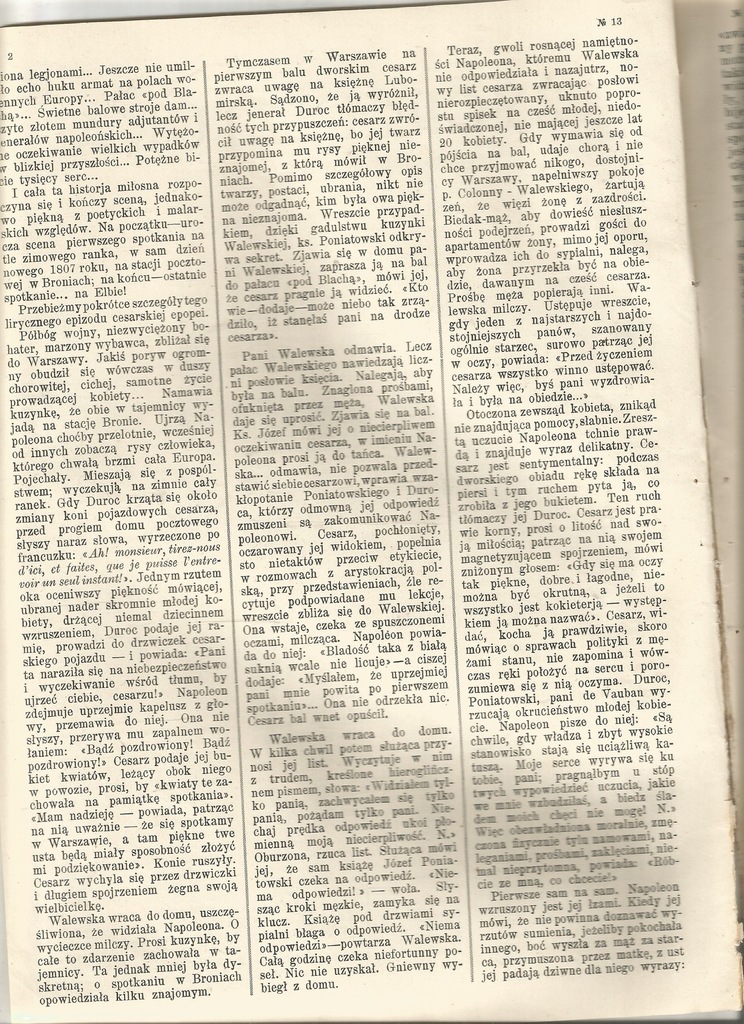 2
№ 13
iona legjonami... Jeszcze nie umil-
ło echo huku armat na polach wo-
ennych Europy... Pałac «pod Bla-
hą»... Świetne balowe stroje dam...
zyte złotem mundury adjutantów i
enerałów napoleońskich... Wytężo-
ne oczekiwanie wielkich wypadków
w blizkiej przyszłości... Potężne bi-
cie tysięcy serc...
I cała ta historja miłosna rozpo-
czyna się i kończy sceną, jednako-
wo piękną z poetyckich i malar-
skich względów. Na początku—uro-
cza scena pierwszego spotkania na
tle zimowego ranka, w sam dzień
nowego 1807 roku, na stacji poczto-
wej w Broniach; na końcu—ostatnie
spotkanie... na Elbie!
Przebieżmy pokrótce szczegóły tego
lirycznego epizodu cesarskiej epopei.
Półbóg wojny, niezwyciężony bo-
hater, marzony wybawca, zbliżał się
do Warszawy. Jakiś poryw ogrom-
ny obudził się wówczas w duszy
chorowitej, cichej, samotne życie
prowadzącej kobiety... Namawia
kuzynkę, że obie w tajemnicy wy-
jadą na stację Bronie. Ujrzą Na-
poleona choćby przelotnie, wcześniej
od innych zobaczą rysy człowieka,
którego chwałą brzmi cała Europa.
Pojechały. Mieszają się z pospól-
stwem; wyczekują na zimnie cały
ranek. Gdy Duroc krząta się około
zmiany koni pojazdowych cesarza,
przed progiem domu pocztowego
słyszy naraz słowa, wyrzeczone po
francuzku: «Ah! monsieur, tirez-nous
d'ici, et faites, que je puisse l'entre-
voir un seul instant!». Jednym rzutem
oka oceniwszy piękność mówiącej,
ubranej nader skromnie młodej ko-
biety, drżącej niemal dziecinnem
wzruszeniem, Duroc podaje jej ra-
mię, prowadzi do drzwiczek cesar-
skiego pojazdu — i powiada: «Pani
ta naraziła się na niebezpieczeństwo
i wyczekiwanie wśród tłumu, by
ujrzeć ciebie, cesarzu!» Napoleon
zdejmuje uprzejmie kapelusz z gło-
wy, przemawia do niej. Ona nie
słyszy, przerywa mu zapalnem wo-
łaniem: «Bądź pozdrowiony! Bądź
pozdrowiony!» Cesarz podaje jej bu-
kiet kwiatów, leżący obok niego
w powozie, prosi, by «kwiaty te za-
chowała na pamiątkę spotkania».
«Mam nadzieję — powiada, patrząc
na nią uważnie — że się spotkamy
w Warszawie, a tam piękne twe
usta będą miały sposobność złożyć
mi podziękowanie». Konie ruszyły.
Cesarz wychyla się przez drzwiczki
i długiem spojrzeniem żegna swoją
wielbicielkę.
Walewska wraca do domu, uszczę-
śliwiona, że widziała Napoleona. O
wycieczce milczy. Prosi kuzynkę, by
całe to zdarzenie zachowała w ta-
jemnicy. Ta jednak mniej była dy-
skretną; o spotkaniu w Broniach
opowiedziała kilku znajomym.
Tymczasem w Warszawie na
pierwszym balu dworskim cesarz
zwraca uwagę na księżnę Lubo-
mirską. Sądzono, że ją wyróżnił,
lecz jenerał Duroc tłómaczy błęd-
ność tych przypuszczeń: cesarz zwró-
cił uwagę na księżnę, bo jej twarz
przypomina mu rysy pięknej nie-
znajomej, z którą mówił w Bro-
niach. Pomimo szczegółowy opis
twarzy, postaci, ubrania, nikt nie
może odgadnąć, kim była owa pięk-
na nieznajoma. Wreszcie przypad-
kiem, dzięki gadulstwu kuzynki
Walewskiej, ks. Poniatowski odkry-
wa sekret. Zjawia się w domu pa-
ni Walewskiej, zaprasza ją na bal
do pałacu «pod Blachą», mówi jej,
że cesarz pragnie ją widzieć. «Kto
wie—dodaje—może niebo tak zrzą-
dziło, iż stanęłaś pani na drodze
cesarza».
Pani Walewska odmawia. Lecz
pałac Walewskiego nawiedzają licz-
ni posłowie księcia. Nalegają, aby
była na balu. Znaglona prośbami,
ofuknięta przez męża, Walewska
daje się uprosić. Zjawia się na bal.
Ks. Józef mówi jej o niecierpliwem
oczekiwaniu cesarza, w imieniu Na-
poleona prosi ją do tańca. Walew-
ska... odmawia, nie pozwala przed-
stawić siebie cesarzowi, wprawia w za-
kłopotanie Poniatowskiego i Duro-
ca, którzy odmowną jej odpowiedź
zmuszeni są zakomunikować Na-
poleonowi. Cesarz, pochłonięty,
oczarowany jej widokiem, popełnia
sto nietaktów przeciw etykiecie,
w rozmowach z arystokracją pol-
ską, przy przedstawieniach, źle re-
cytuje podpowiadane mu lekcje,
wreszcie zbliża się do Walewskiej.
Ona wstaje, czeka ze spuszczonemi
oczami, milcząca. Napoléon powia-
da do niej: «Bladość taka z białą
suknią wcale nie licuje»—a ciszej
dodaje: «Myślałem, że uprzejmiej
pani mnie powita po pierwszem
spotkaniu»... Ona nie odrzekła nic.
Cesarz bal wnet opuścił.
Walewska wraca do domu.
W kilka chwil potem służąca przy-
nosi jej list. Wyczytuje w nim
z trudem, kreślone hieroglificz-
nem pismem, słowa: «Widziałem tyl-
ko panią, zachwycałem się tylko
panią, pożądam tylko pani. Nie-
chaj prędka odpowiedź ukoi pło-
mienną moją niecierpliwość. N.»
Oburzona, rzuca list. Służąca mówi
jej, że sam książę Józef Ponia-
towski czeka na odpowiedź. «Nie-
ma odpowiedzi!» — woła. Sły-
sząc kroki męzkie, zamyka się na
klucz. Książę pod drzwiami sy-
pialni błaga o odpowiedź. «Niema
odpowiedzi»—powtarza Walewska.
Całą godzinę czeka niefortunny po-
seł. Nic nie uzyskał. Gniewny wy-
biegł z domu.
Teraz, gwoli rosnącej namiętno-
ści Napoleona, któremu Walewska
nie odpowiedziała i nazajutrz, no-
wy list cesarza zwracając posłowi
nierozpieczętowany, uknuto popro-
stu spisek na cześć młodej, niedo-
świadczonej, nie mającej jeszcze lat
20 kobiety. Gdy wymawia się od
pójścia na bal, udaje chorą i nie
chce przyjmować nikogo, dostojni-
cy Warszawy, napełniwszy pokoje
p. Colonny - Walewskiego, żartują
zeń, że więzi żonę z zazdrości.
Biedak-mąż, aby dowieść niesłusz-
ności podejrzeń, prowadzi gości do
apartamentów żony, mimo jej oporu,
wprowadza ich do sypialni, nalega,
aby żona przyrzekła być na obie-
dzie, dawanym na cześć cesarza.
Prośbę męża popierają inni. Wa-
lewska milczy. Ustępuje wreszcie,
gdy jeden z najstarszych i najdo-
stojniejszych panów, szanowany
ogólnie starzec, surowo patrząc jej
w oczy, powiada: «Przed życzeniem
cesarza wszystko winno ustępować.
Należy więc, byś pani wyzdrowia-
ła i była na obiedzie...»
Otoczona zewsząd kobieta, znikąd
nie znajdująca pomocy, słabnie. Zresz-
tą uczucie Napoleona tchnie praw-
dą i znajduje wyraz delikatny. Ce-
sarz jest sentymentalny: podczas
dworskiego obiadu rękę składa na
piersi i tym ruchem pyta ją, co
zrobiła z jego bukietem. Ten ruch
tłómaczy jej Duroc. Cesarz jest pra-
wie korny, prosi o litość nad swo-
ją miłością; patrząc na nią swojem
magnetyzującem spojrzeniem, mówi
zniżonym głosem: «Gdy się ma oczy
tak piękne, dobre i łagodne, nie-
można być okrutną, a jeżeli to
wszystko jest kokieterją — występ-
kiem ją można nazwać». Cesarz, wi-
dać, kocha ją prawdziwie, skoro
mówiąc o sprawach polityki z mę-
żami stanu, nie zapomina i wów-
czas ręki położyć na sercu i poro-
zumiewa się z nią oczyma. Duroc,
Poniatowski, pani de Vauban wy-
rzucają okrucieństwo młodej kobie-
cie. Napoleon pisze do niej: «Są
chwile, gdy władza i zbyt wysokie
stanowisko stają się uciążliwą ka-
tuszą. Moje serce wyrywa się ku
tobie, pani; pragnąłbym u stóp
twych wypowiedzieć uczucia, jakie
we mnie wzbudziłaś, a biedz śla-
dem moich chęci nie mogę! N.»
Więc obezwładniona moralnie, zmę-
czona fizycznie tylu namowami, na-
leganiami, prośbami, zaklęciami, nie-
mal nieprzytomna, powiada: «Rób-
cie ze mną, co chcecie!»
Pierwsze sam na sam. Napoleon
wzruszony jest jej łzami. Kiedy jej
mówi, że nie powinna doznawać wy-
rzutów sumienia, jeżeliby pokochała
innego, boć wyszła za mąż za star-
ca, przymuszona przez matkę, z ust
jej padają dziwne dla niego wyrazy: